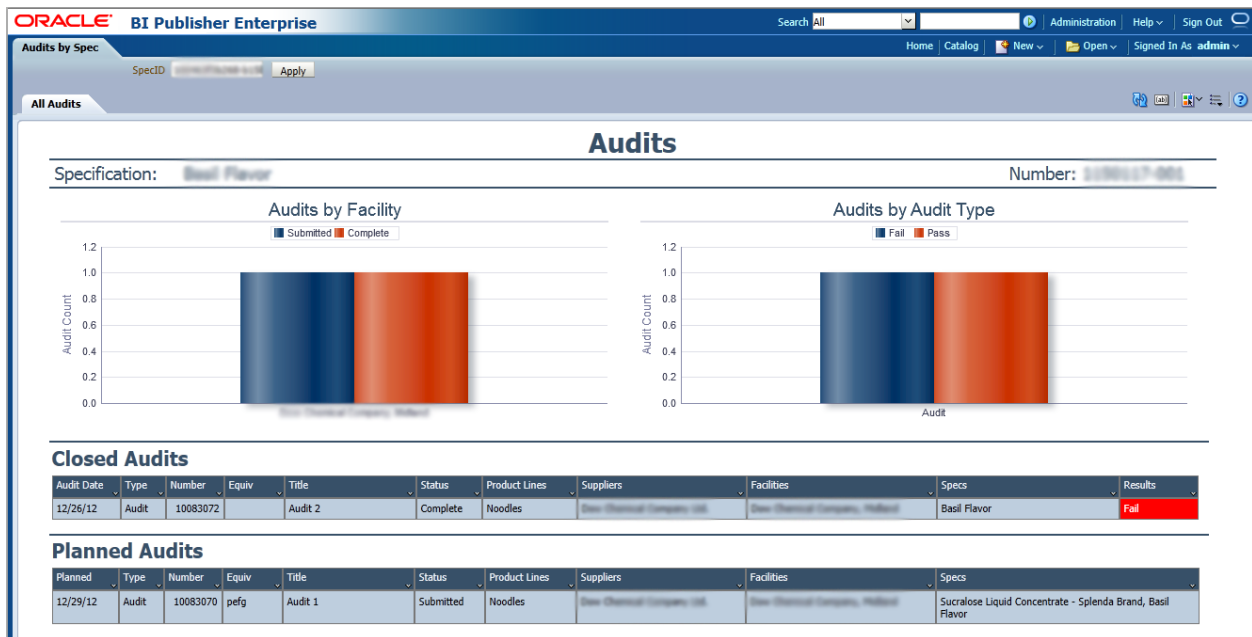 ORACLE BI Publisher Enterprise Search All Administration Help Sign Out
Audits by Spec Home Catalog New Open Signed In As admin
SpecID Apply
All Audits
Audits
Specification: Number:
Audits by Facility
Submitted Complete
1.2
1.0
0.8
0.6
0.4
0.2
0.0
Audit Count
Audits by Audit Type
Fail Pass
1.2
1.0
0.8
0.6
0.4
0.2
0.0
Audit Count
Audit
Closed Audits
Audit Date Type Number Equiv Title Status Product Lines Suppliers Facilities Specs Results
12/26/12 Audit 10083072 Audit 2 Complete Noodles Basil Flavor Fail
Planned Audits
Planned Type Number Equiv Title Status Product Lines Suppliers Facilities Specs
12/29/12 Audit 10083070 pefg Audit 1 Submitted Noodles Sucralose Liquid Concentrate - Splenda Brand, Basil
Flavor